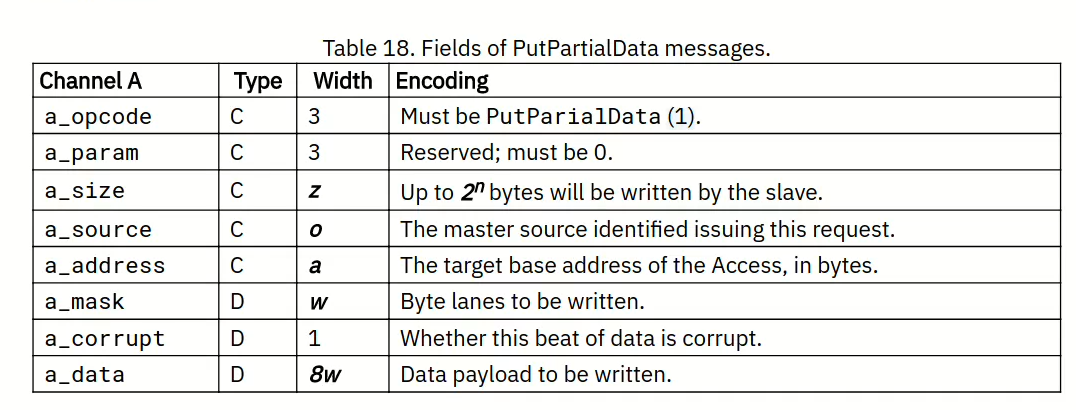 Table 18. Fields of PutPartialData messages.
Channel A Type Width Encoding
a_opcode C 3 Must be PutParialData (1).
a_param C 3 Reserved; must be 0.
a_size C z Up to 2ⁿ bytes will be written by the slave.
a_source C o The master source identified issuing this request.
a_address C a The target base address of the Access, in bytes.
a_mask D w Byte lanes to be written.
a_corrupt D 1 Whether this beat of data is corrupt.
a_data D 8w Data payload to be written.